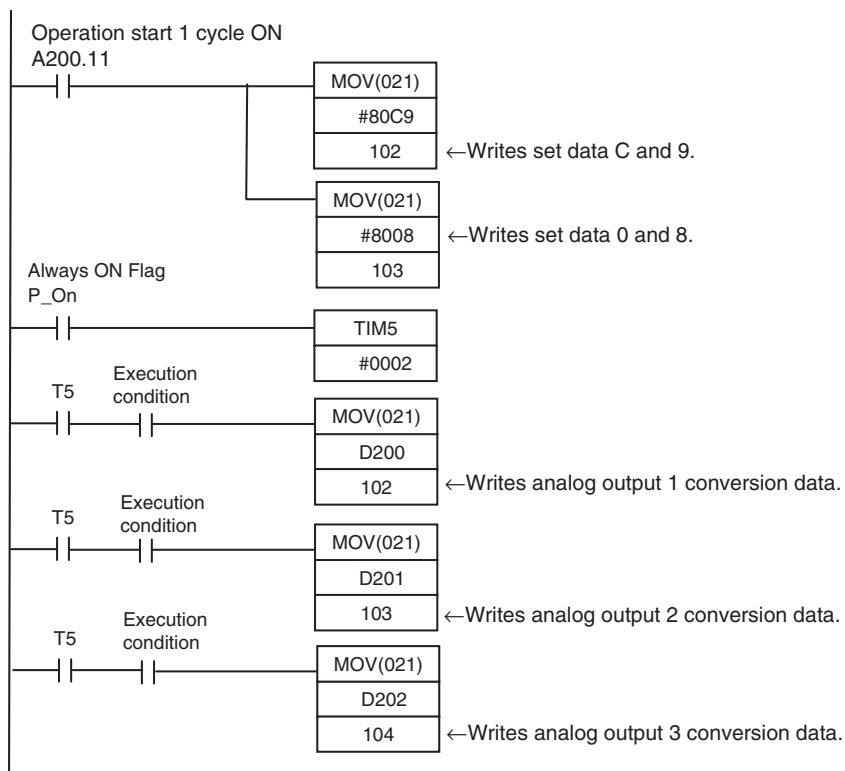 Operation start 1 cycle ON
A200.11
MOV(021)
#80C9
102 ←Writes set data C and 9.
MOV(021)
#8008 ←Writes set data 0 and 8.
103
Always ON Flag
P_On
TIM5
#0002
T5 Execution condition
MOV(021)
D200
102 ←Writes analog output 1 conversion data.
T5 Execution condition
MOV(021)
D201
103 ←Writes analog output 2 conversion data.
T5 Execution condition
MOV(021)
D202
104 ←Writes analog output 3 conversion data.